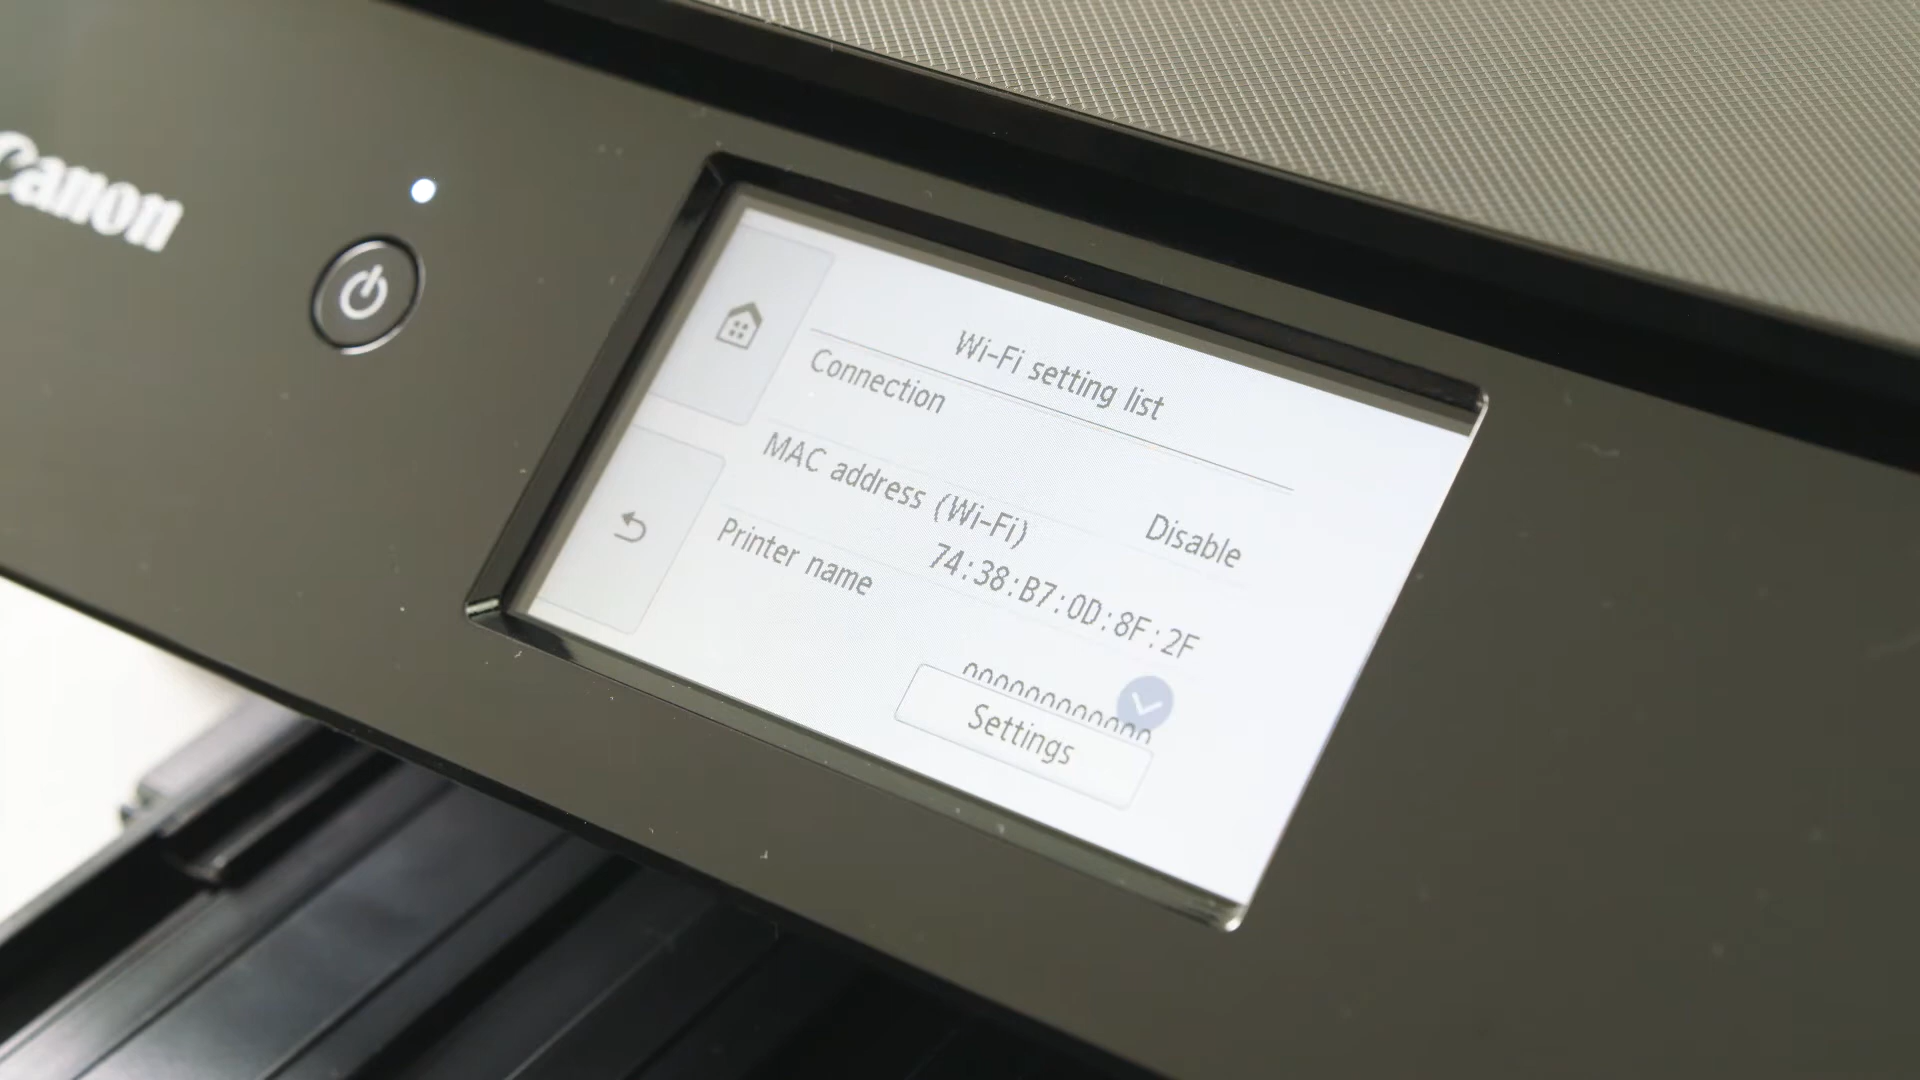 Canon
Wi-Fi setting list
Connection
Disable
MAC address (Wi-Fi)
74:38:B7:0D:8F:2F
Printer name
Settings